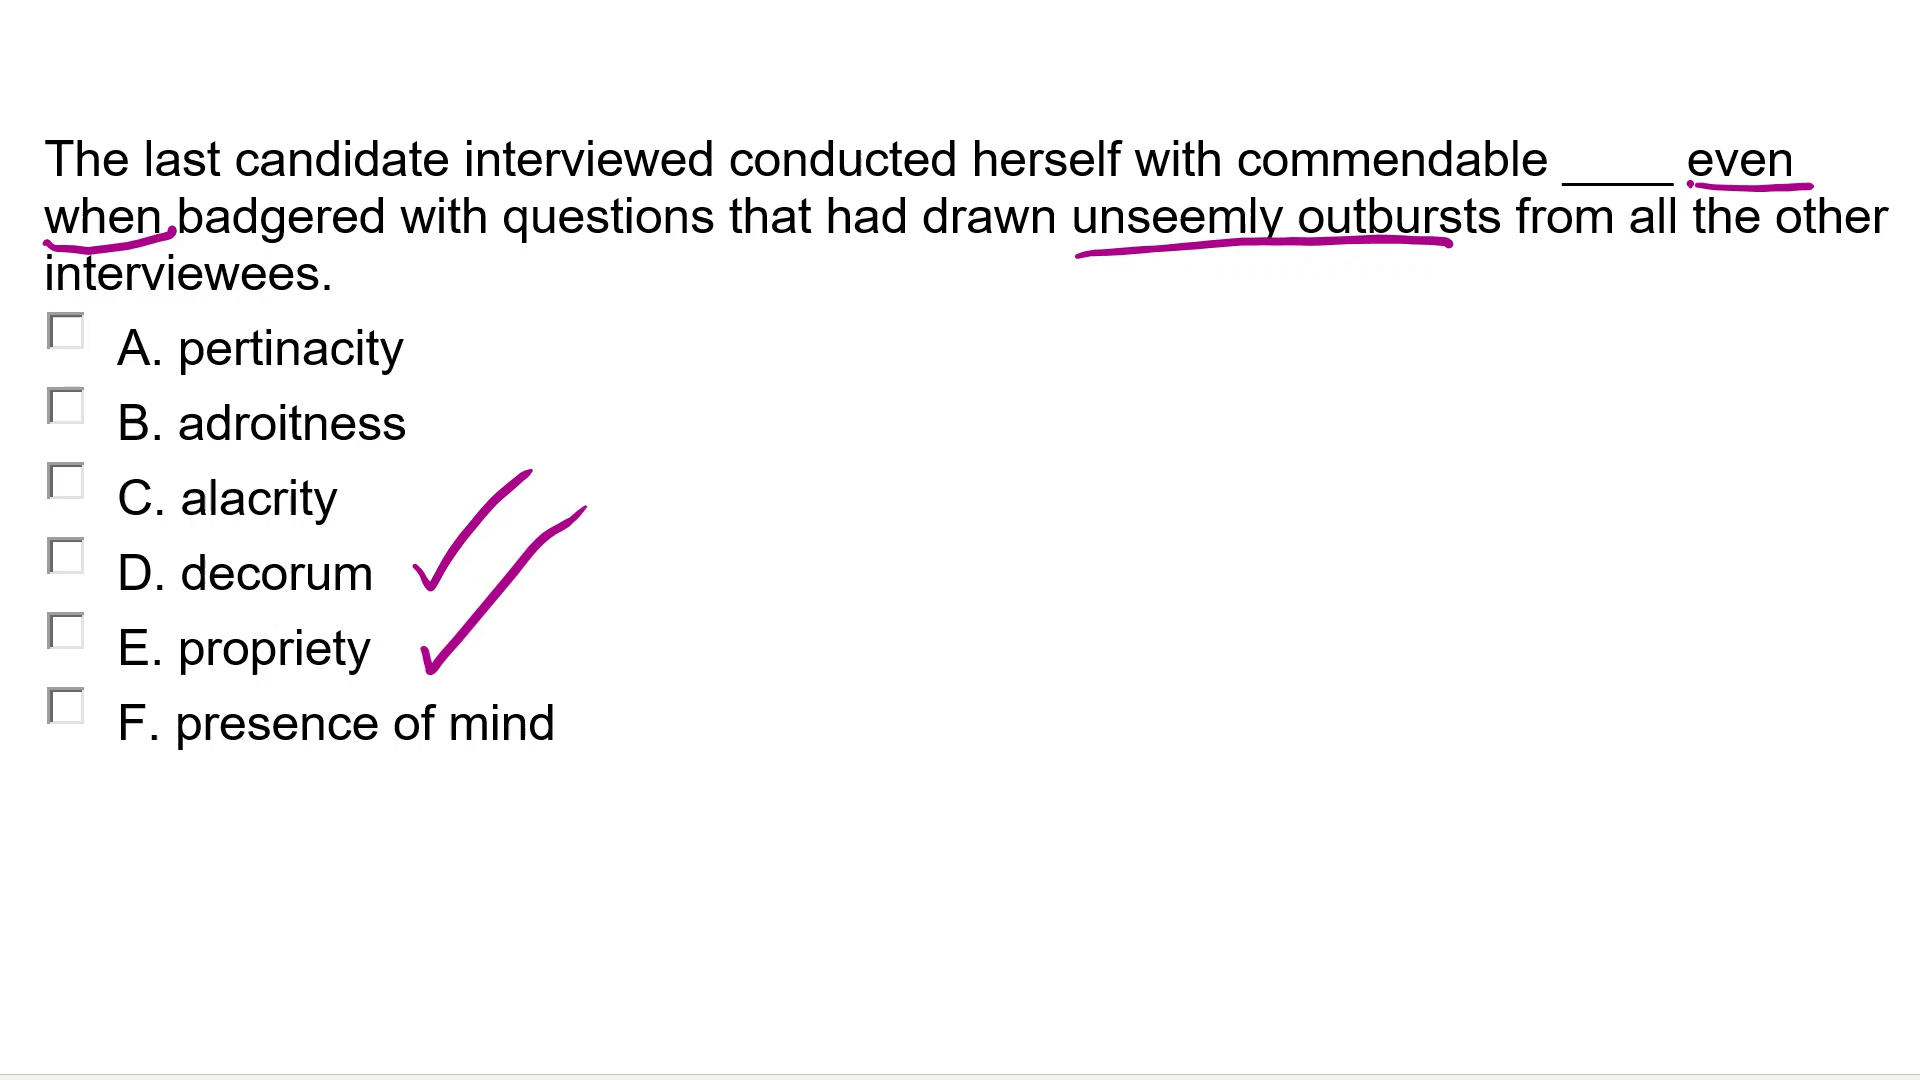 The last candidate interviewed conducted herself with commendable _____ even
when badgered with questions that had drawn unseemly outbursts from all the other
interviewees.
A. pertinacity
B. adroitness
C. alacrity
D. decorum
E. propriety
F. presence of mind